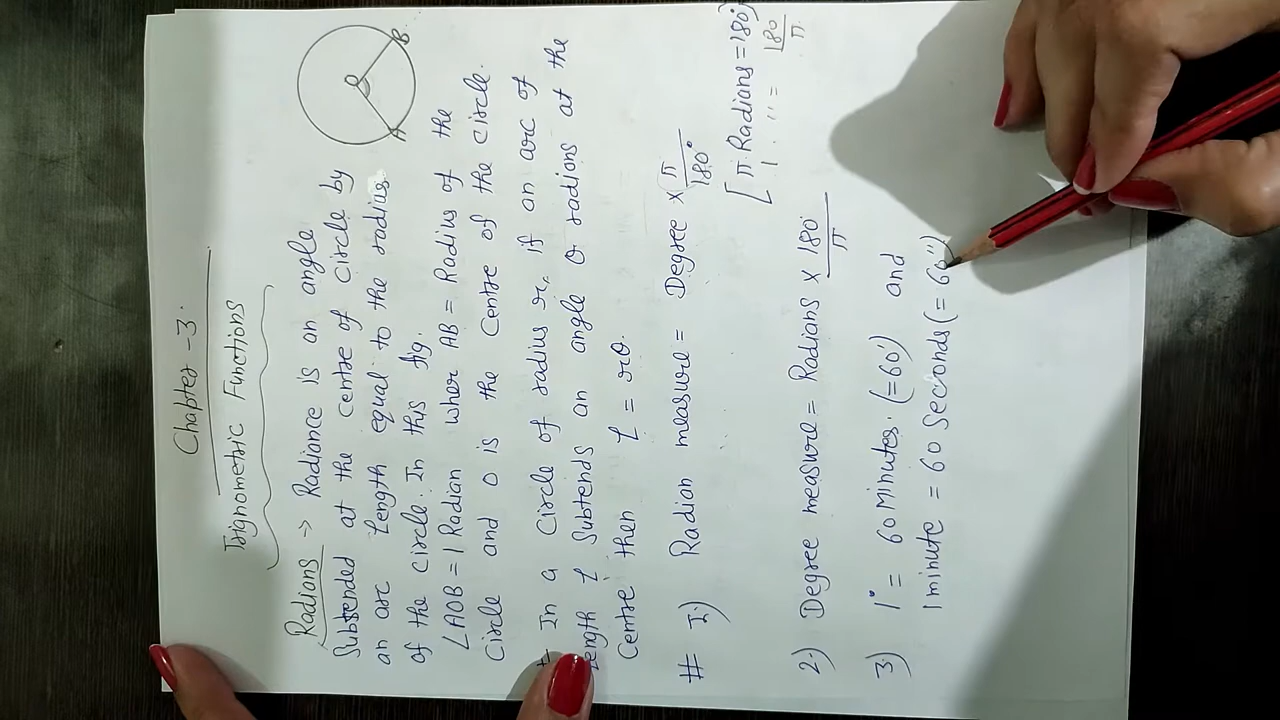 Chapter -3.
Trignometric Functions
Radians -> Radiance is an angle
Subtended at the centre of circle by
an arc Length equal to the radius
of the circle. In this fig.
∠AOB = 1 Radian wher AB = Radius of the
Circle and O is the Centre of the circle.
A
O
B
In a Circle of radius r, if an arc of
Length l Subtends an angle θ radions at the
Centre then l = rθ.
# 1.) Radian measure = Degree × π/180°
[π Radians = 180°]
1 . '' = 180/π
2.) Degree measure = Radians × 180/π
3) 1° = 60 Minutes. (=60') and
1 minute = 60 Seconds (= 60'')